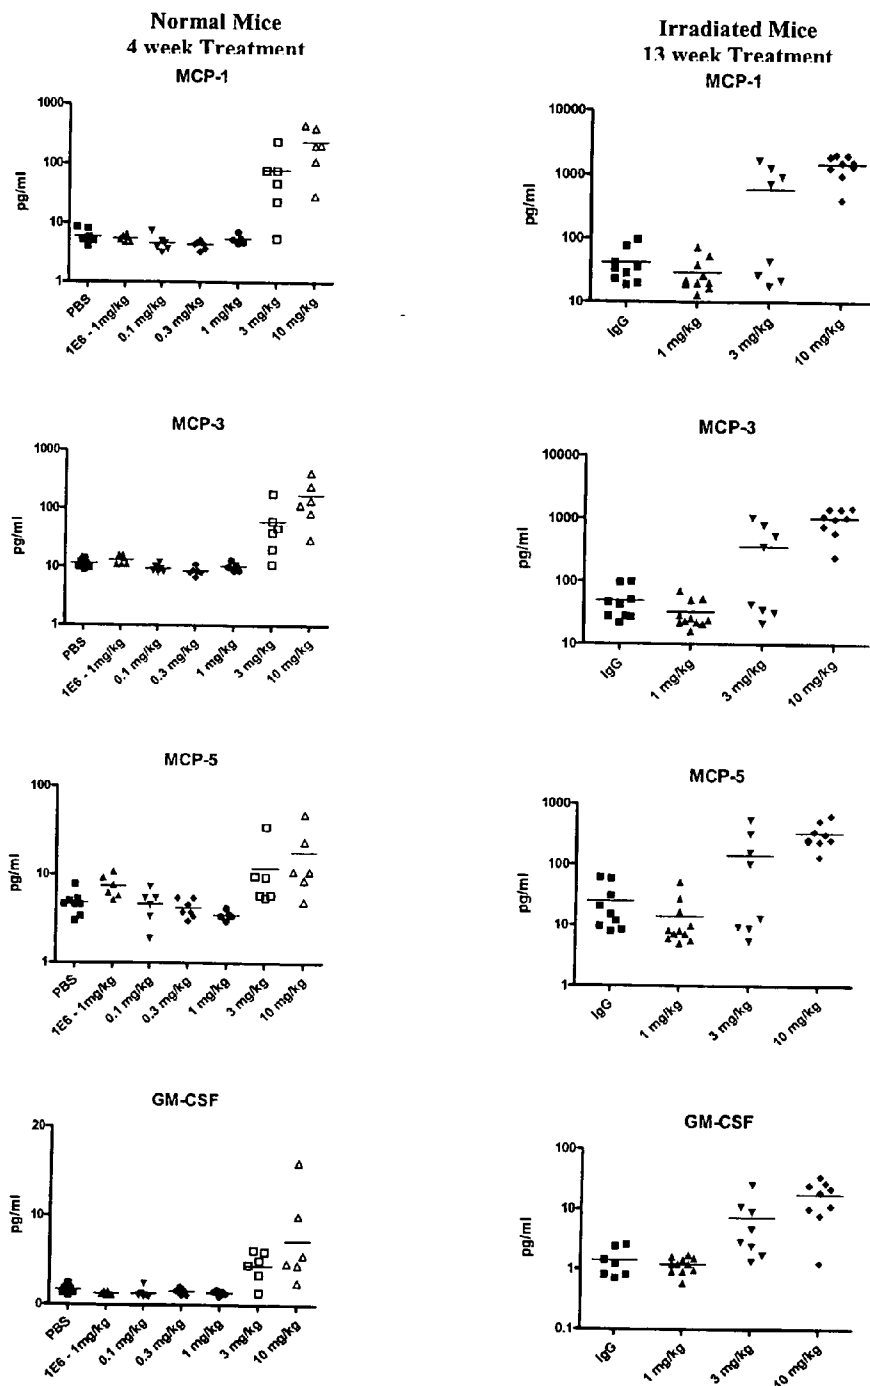 Normal Mice
4 week Treatment
MCP-1
1000
100
10
1
pg/ml
PBS
1E6 - 1mg/kg
0.1 mg/kg
0.3 mg/kg
1 mg/kg
3 mg/kg
10 mg/kg
MCP-3
1000
100
10
1
pg/ml
PBS
1E6 - 1mg/kg
0.1 mg/kg
0.3 mg/kg
1 mg/kg
3 mg/kg
10 mg/kg
MCP-5
100
10
1
pg/ml
PBS
1E6 - 1mg/kg
0.1 mg/kg
0.3 mg/kg
1 mg/kg
3 mg/kg
10 mg/kg
GM-CSF
20
10
0
pg/ml
PBS
1E6 - 1mg/kg
0.1 mg/kg
0.3 mg/kg
1 mg/kg
3 mg/kg
10 mg/kg
Irradiated Mice
13 week Treatment
MCP-1
10000
1000
100
10
pg/ml
IgG
1 mg/kg
3 mg/kg
10 mg/kg
MCP-3
10000
1000
100
10
pg/ml
IgG
1 mg/kg
3 mg/kg
10 mg/kg
MCP-5
1000
100
10
1
pg/ml
IgG
1 mg/kg
3 mg/kg
10 mg/kg
GM-CSF
100
10
1
0.1
pg/ml
IgG
1 mg/kg
3 mg/kg
10 mg/kg